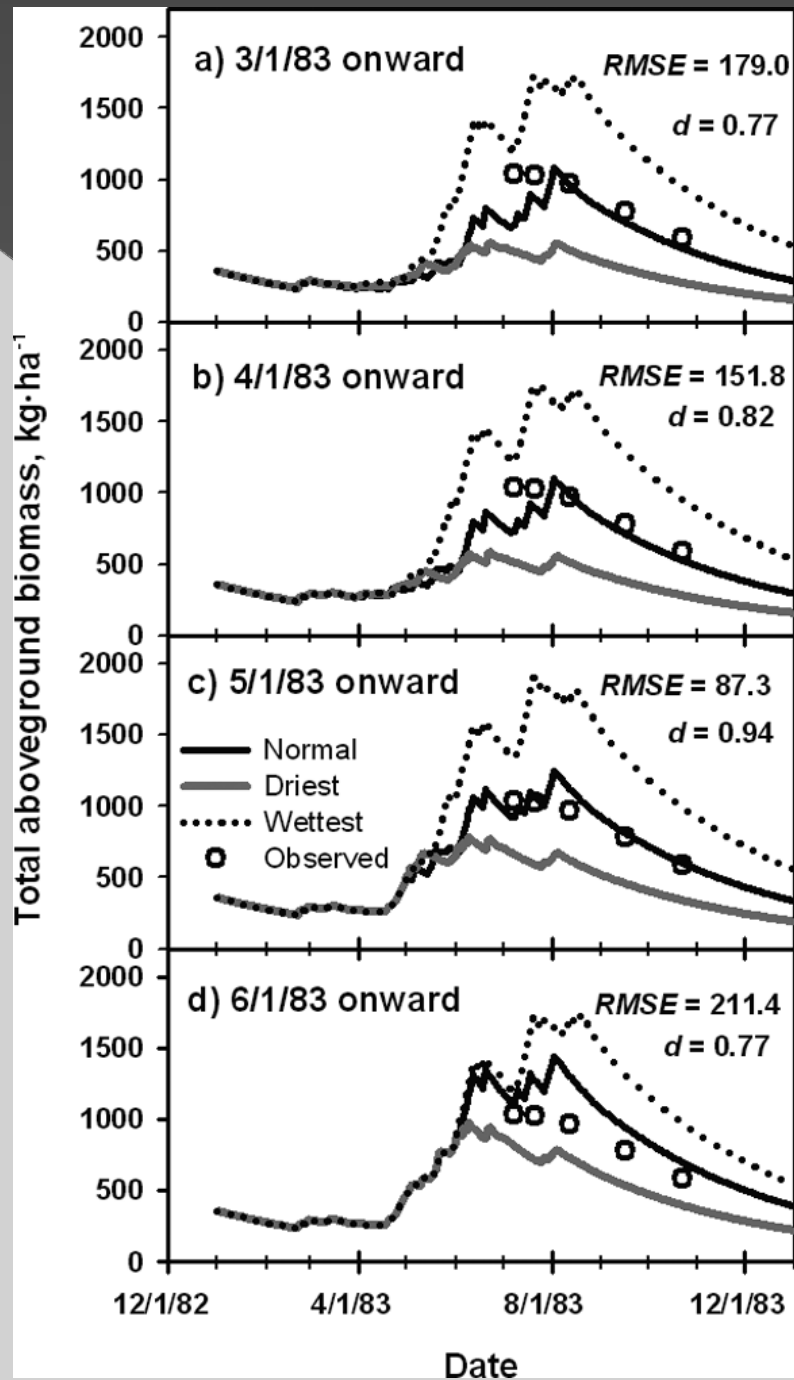 Total aboveground biomass, kg·ha⁻¹
2000
1500
1000
500
0
a) 3/1/83 onward
RMSE = 179.0
d = 0.77
2000
1500
1000
500
0
b) 4/1/83 onward
RMSE = 151.8
d = 0.82
2000
1500
1000
500
0
c) 5/1/83 onward
RMSE = 87.3
d = 0.94
Normal
Driest
Wettest
Observed
2000
1500
1000
500
0
d) 6/1/83 onward
RMSE = 211.4
d = 0.77
12/1/82 4/1/83 8/1/83 12/1/83
Date